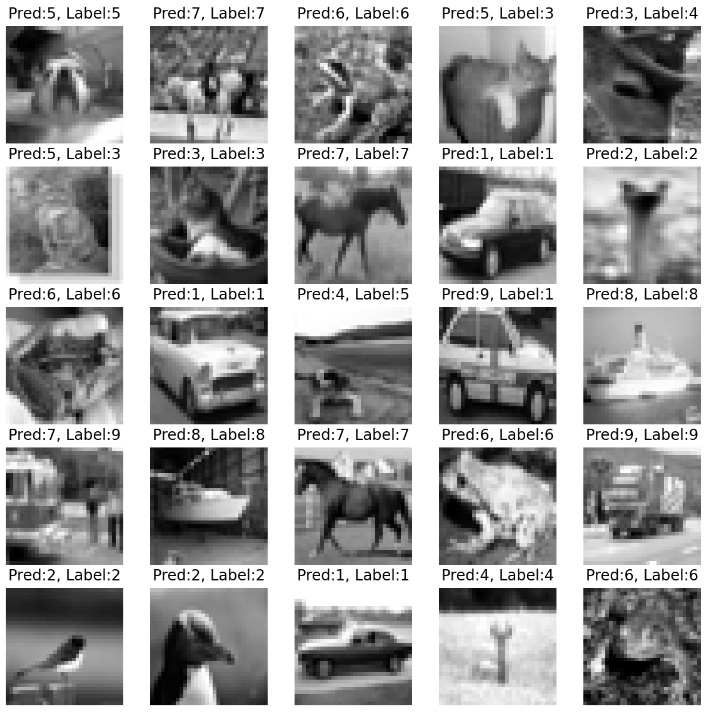 Pred:5, Label:5 Pred:7, Label:7 Pred:6, Label:6 Pred:5, Label:3 Pred:3, Label:4
Pred:5, Label:3 Pred:3, Label:3 Pred:7, Label:7 Pred:1, Label:1 Pred:2, Label:2
Pred:6, Label:6 Pred:1, Label:1 Pred:4, Label:5 Pred:9, Label:1 Pred:8, Label:8
Pred:7, Label:9 Pred:8, Label:8 Pred:7, Label:7 Pred:6, Label:6 Pred:9, Label:9
Pred:2, Label:2 Pred:2, Label:2 Pred:1, Label:1 Pred:4, Label:4 Pred:6, Label:6